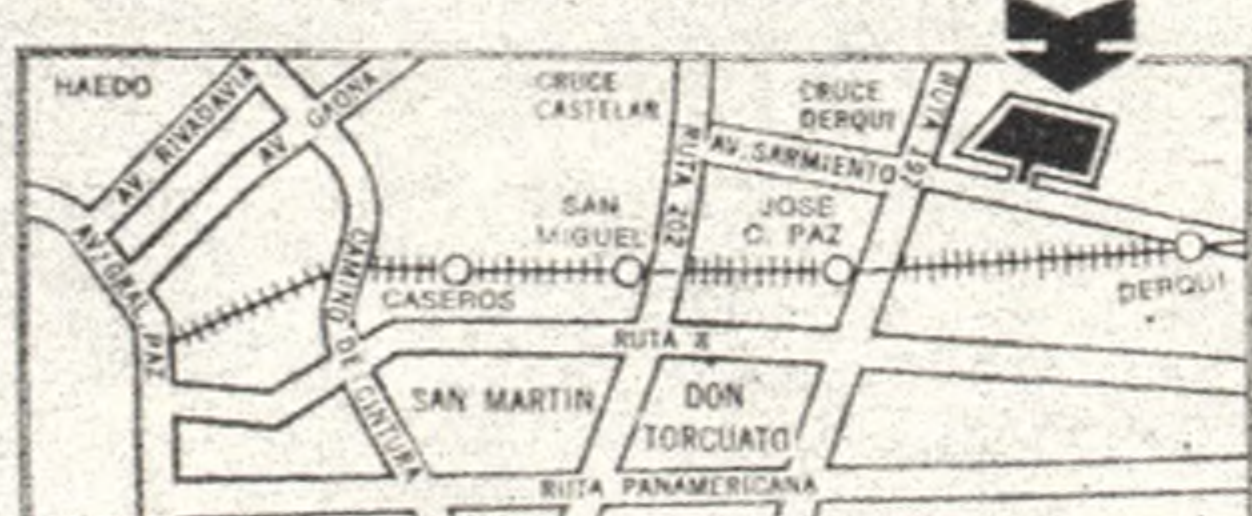 HAEDO
AV. RIVADAVIA
AV. GAONA
CRUCE
CASTELAR
CRUCE
DERQUI
RUTA 197
RUTA 202
AV. SARMIENTO
SAN
MIGUEL
JOSE
C. PAZ
AV. GRAL. PAZ
CAMINO DE CINTURA
CASEROS
DERQUI
RUTA 8
SAN MARTIN
DON
TORCUATO
RUTA PANAMERICANA